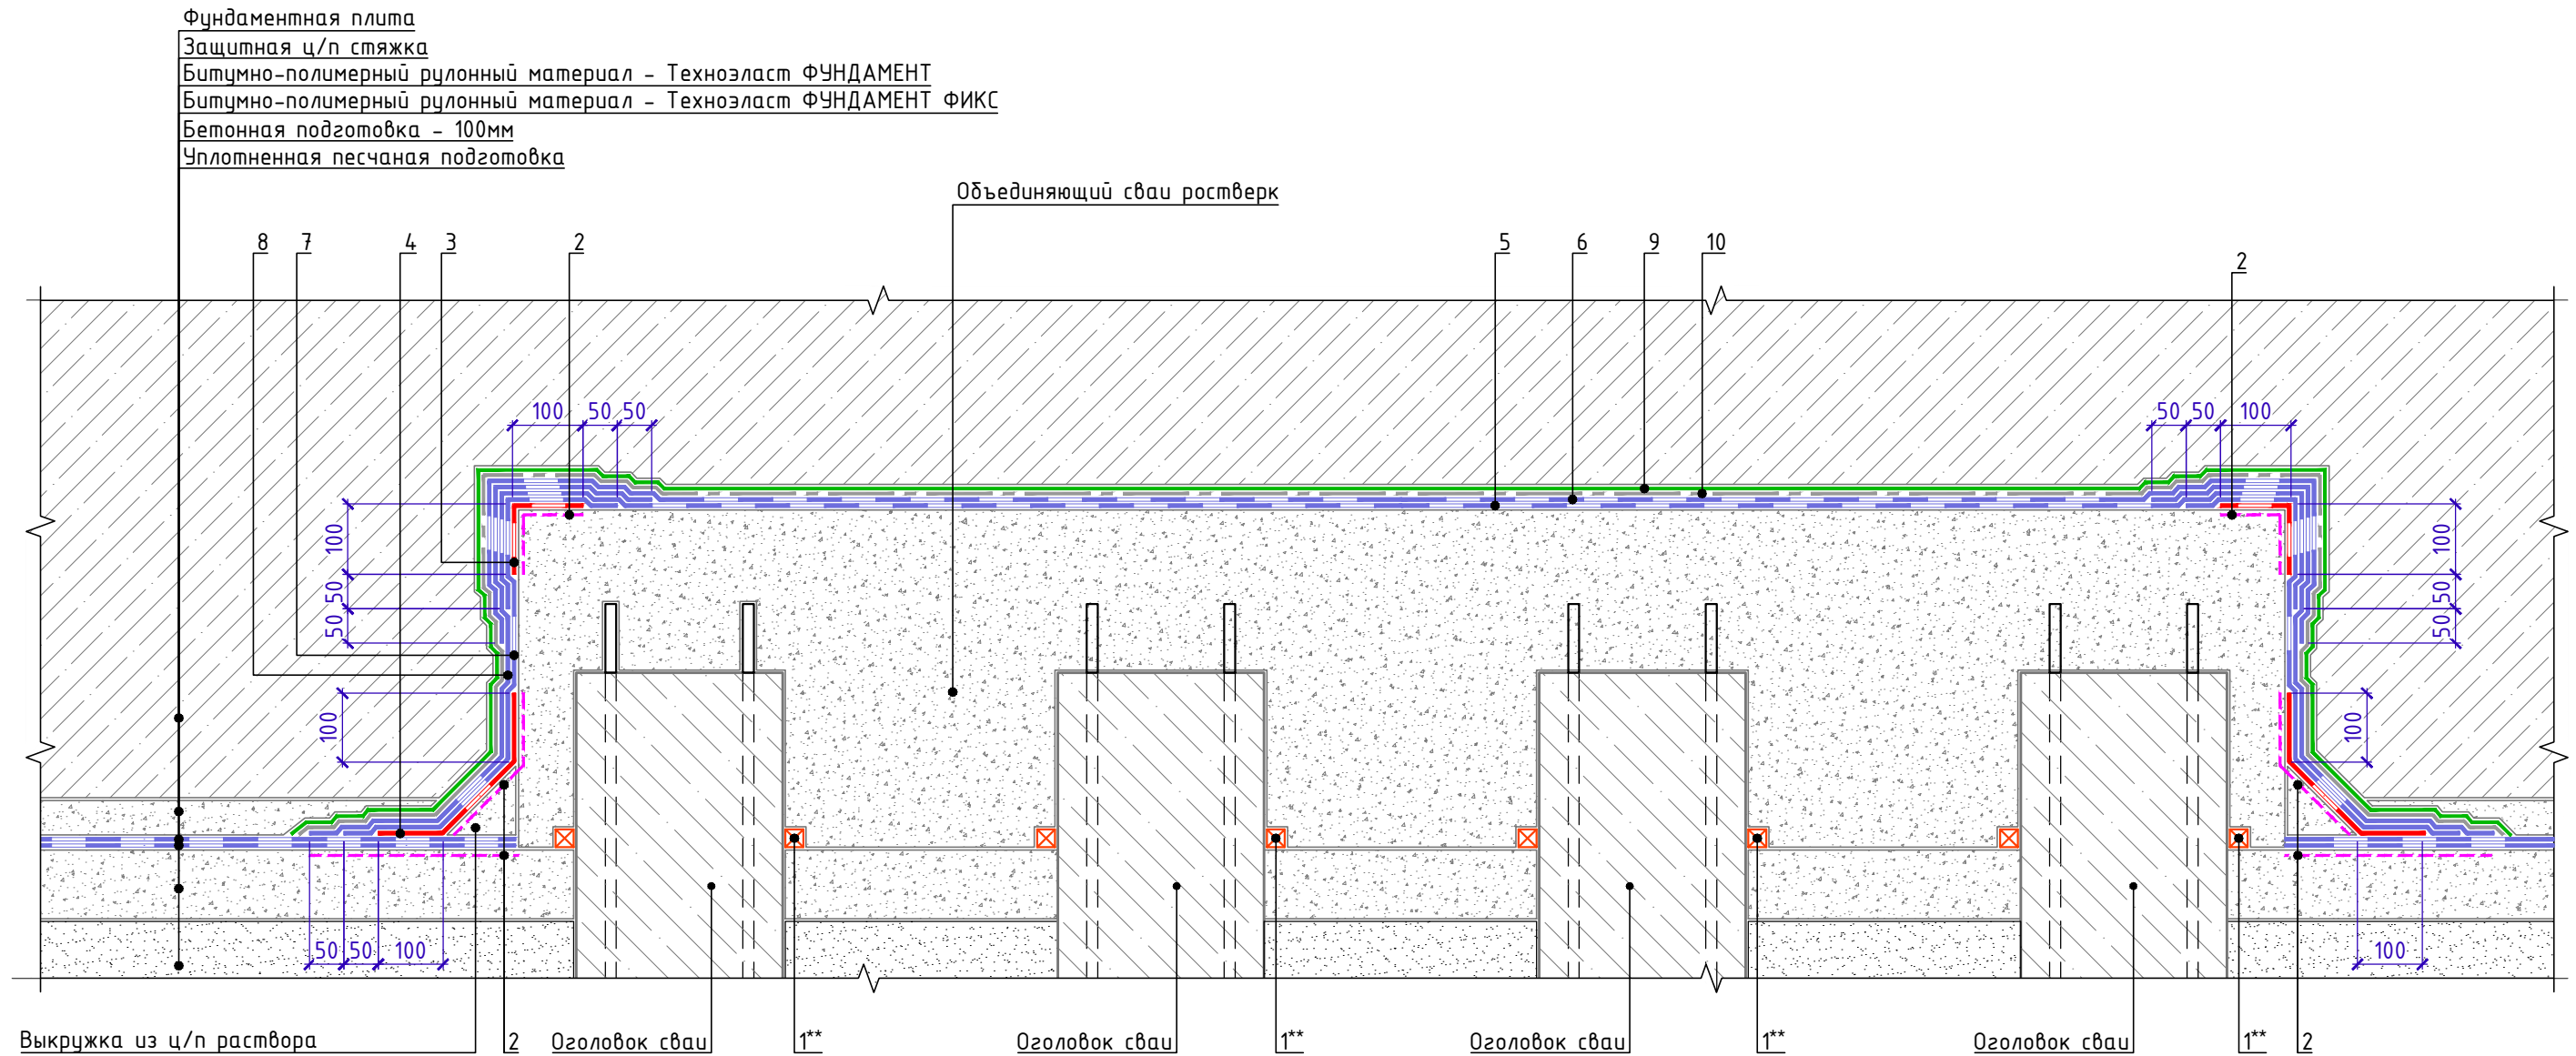 Фундаментная плита
Защитная ц/п стяжка
Битумно-полимерный рулонный материал - Техноэласт ФУНДАМЕНТ
Битумно-полимерный рулонный материал - Техноэласт ФУНДАМЕНТ ФИКС
Бетонная подготовка - 100мм
Уплотненная песчаная подготовка
Объединяющий сваи ростверк
8 7 4 3 2 5 6 9 10 2
100 50 50 50 50 100
100
50
50
100
100
50
50
100
50 50 100 100
Выкружка из ц/п раствора 2 Оголовок сваи 1** Оголовок сваи 1** Оголовок сваи 1** Оголовок сваи 1** 2